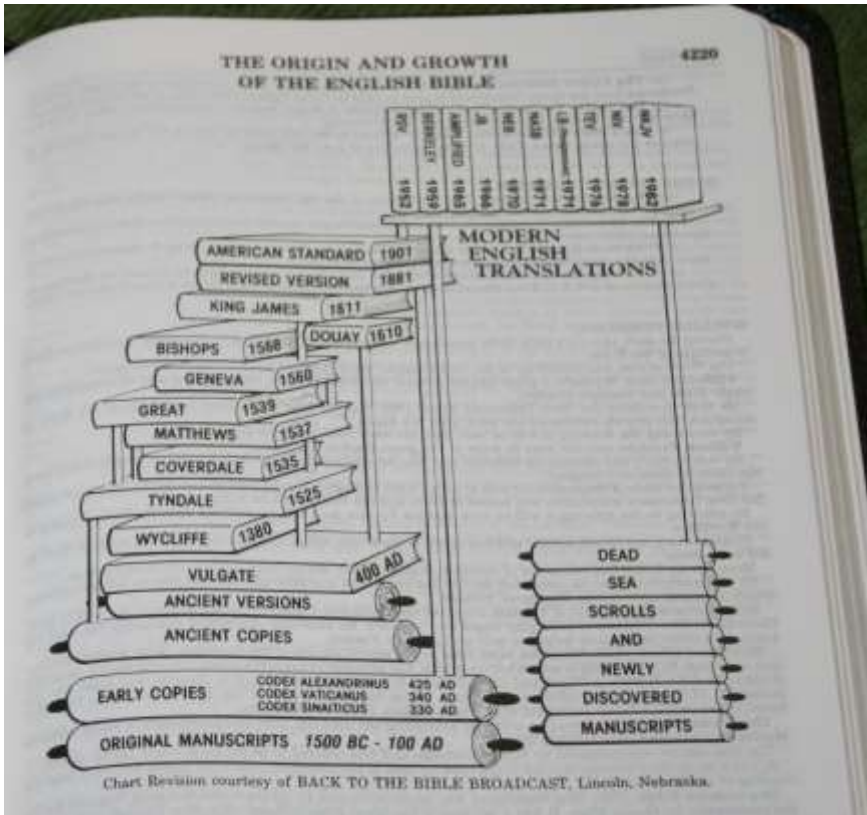 THE ORIGIN AND GROWTH
OF THE ENGLISH BIBLE
4220
RSV 1952
BERKELEY 1959
AMPLIFIED 1965
JB 1966
NEB 1970
NASB 1971
LB 1971
TEV 1976
NIV 1978
NKJV 1982
MODERN
ENGLISH
TRANSLATIONS
AMERICAN STANDARD 1901
REVISED VERSION 1881
KING JAMES 1611
DOUAY 1610
BISHOPS 1568
GENEVA 1560
GREAT 1539
MATTHEWS 1537
COVERDALE 1535
TYNDALE 1525
WYCLIFFE 1380
VULGATE 400 AD
ANCIENT VERSIONS
ANCIENT COPIES
EARLY COPIES
CODEX ALEXANDRINUS 425 AD
CODEX VATICANUS 340 AD
CODEX SINAITICUS 330 AD
ORIGINAL MANUSCRIPTS 1500 BC - 100 AD
DEAD
SEA
SCROLLS
AND
NEWLY
DISCOVERED
MANUSCRIPTS
Chart Revision courtesy of BACK TO THE BIBLE BROADCAST, Lincoln, Nebraska.